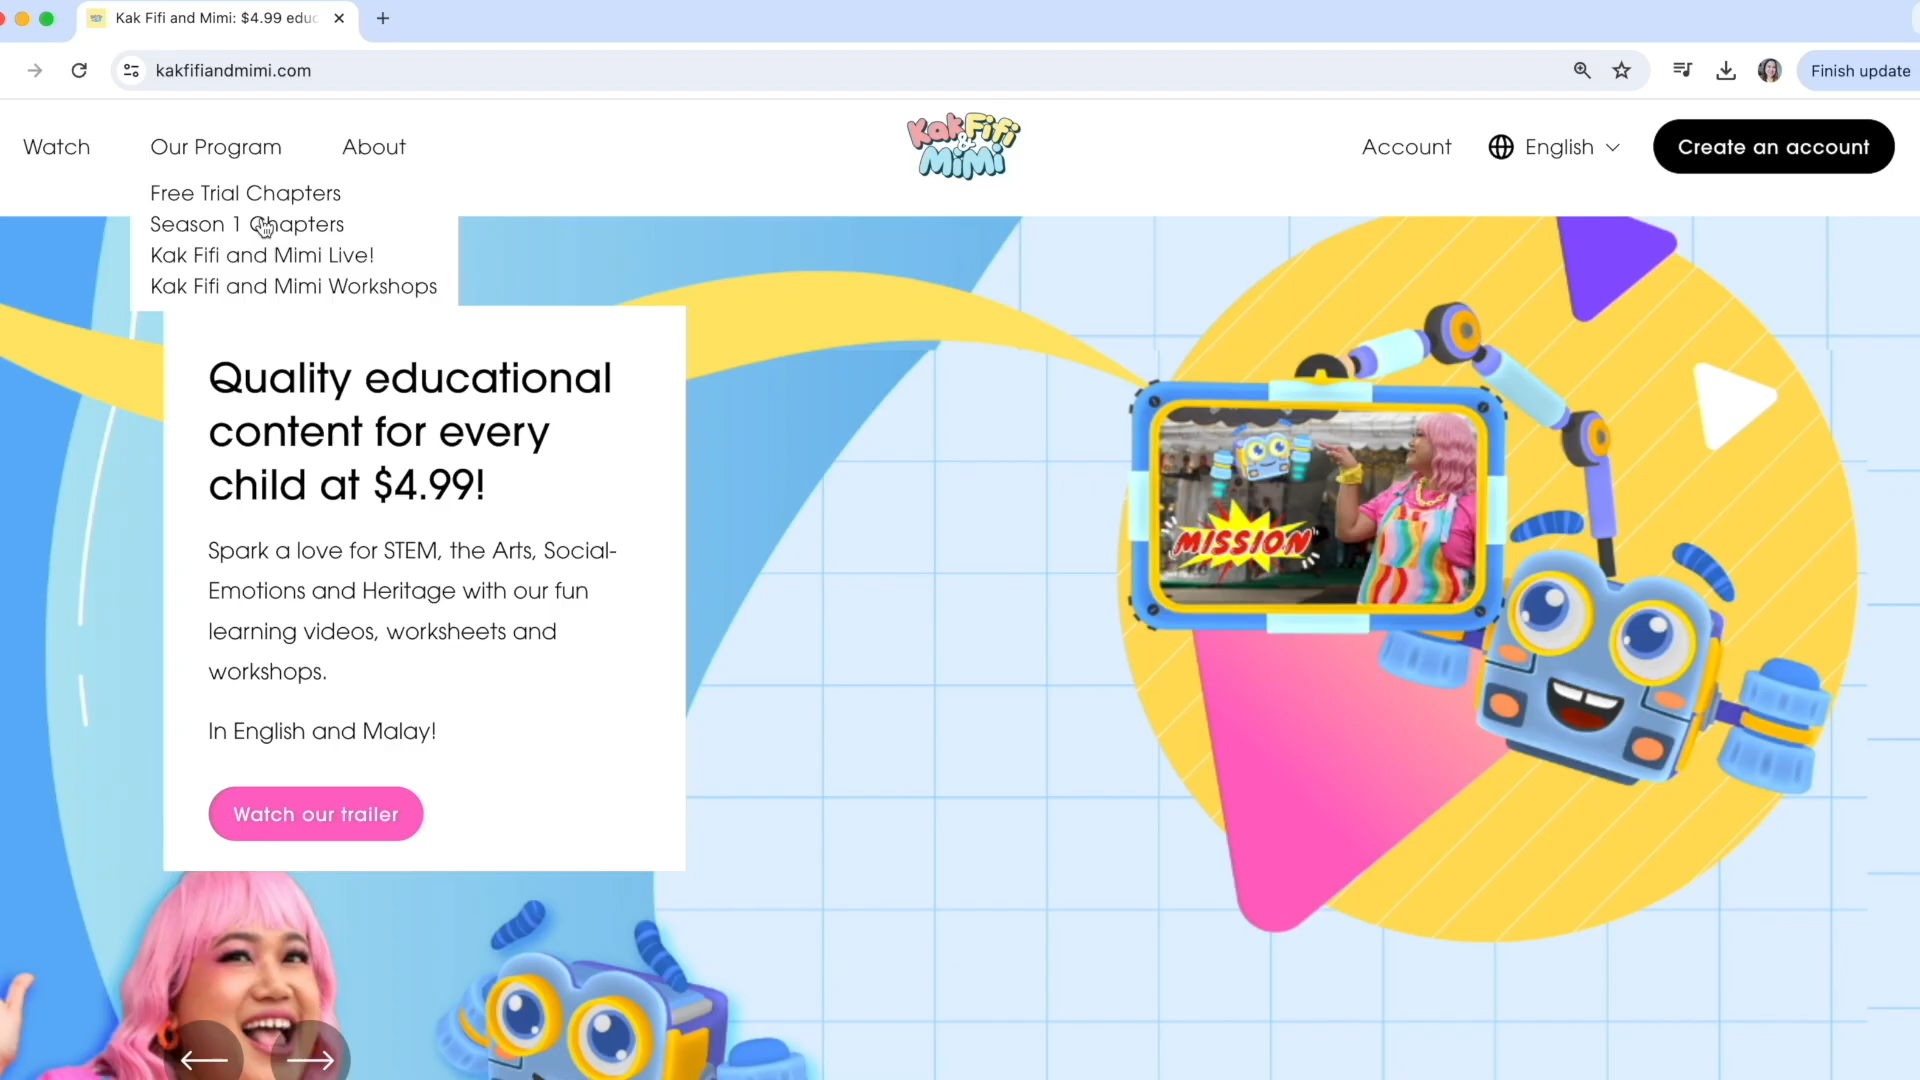 Kak Fifi and Mimi: $4.99 educ
kakfifiandmimi.com
Finish update
Watch
Our Program
About
Kak Fifi
&
Mimi
Account
English
Create an account
Free Trial Chapters
Season 1 Chapters
Kak Fifi and Mimi Live!
Kak Fifi and Mimi Workshops
Quality educational
content for every
child at $4.99!
Spark a love for STEM, the Arts, Social-
Emotions and Heritage with our fun
learning videos, worksheets and
workshops.
In English and Malay!
Watch our trailer
MISSION